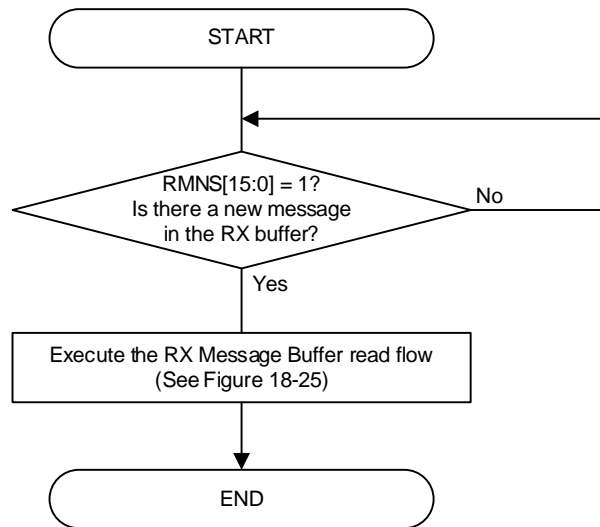 START
RMNS[15:0] = 1?
Is there a new message
in the RX buffer?
No
Yes
Execute the RX Message Buffer read flow
(See Figure 18-25)
END